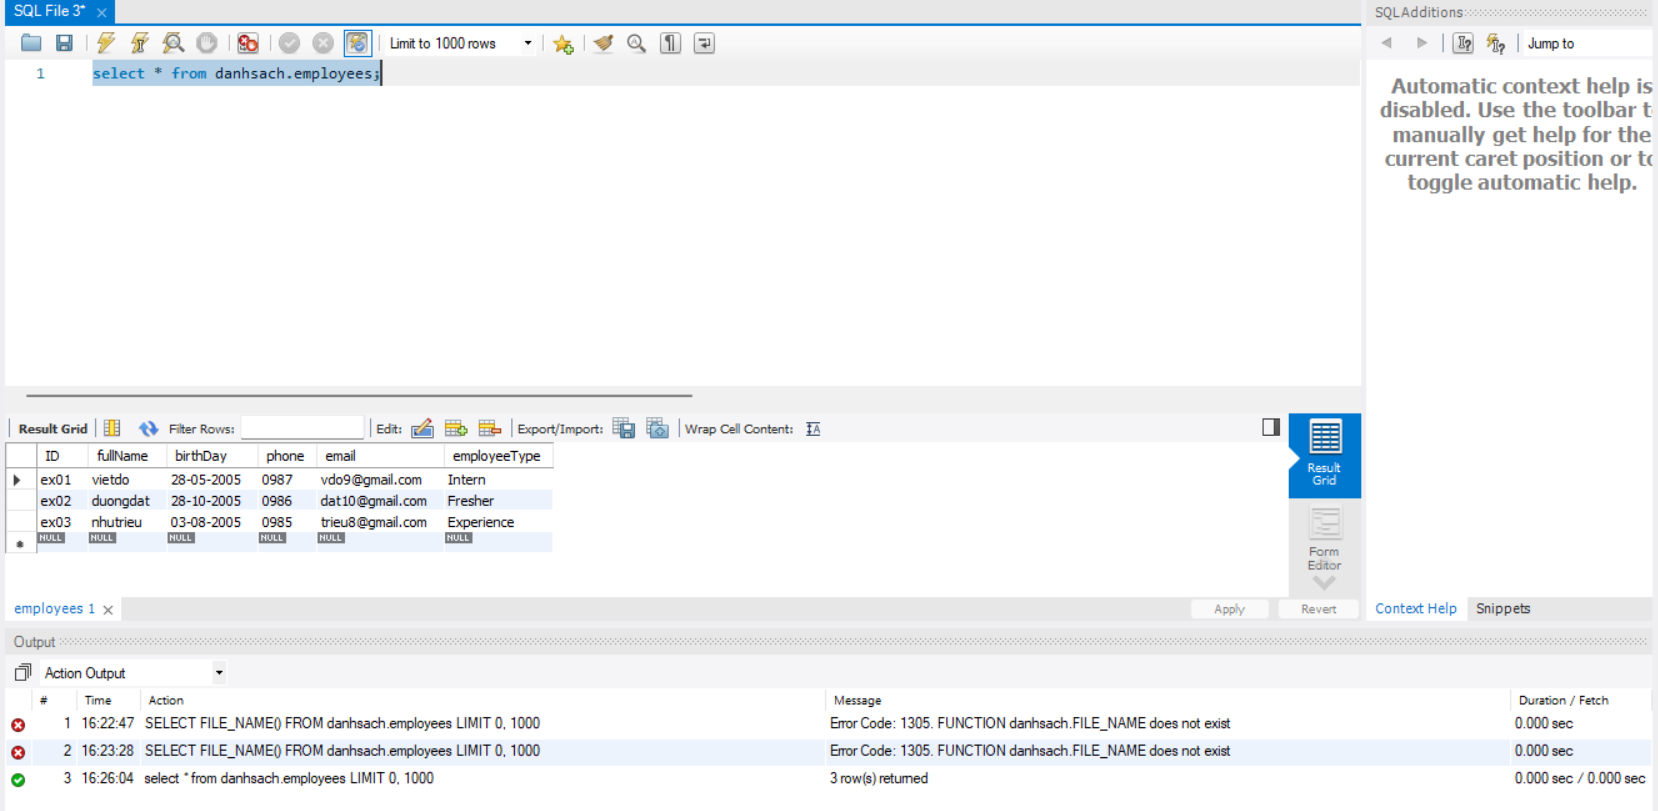 SQL File 3*
SQLAdditions
Limit to 1000 rows
Jump to
1 select * from danhsach.employees;
Automatic context help is
disabled. Use the toolbar t
manually get help for the
current caret position or to
toggle automatic help.
Result Grid Filter Rows: Edit: Export/Import: Wrap Cell Content:
ID fullName birthDay phone email employeeType
ex01 vietdo 28-05-2005 0987 vdo9@gmail.com Intern
ex02 duongdat 28-10-2005 0986 dat10@gmail.com Fresher
ex03 nhutrieu 03-08-2005 0985 trieu8@gmail.com Experience
NULL NULL NULL NULL NULL NULL
Result
Grid
Form
Editor
employees 1
Apply Revert
Context Help Snippets
Output
Action Output
# Time Action Message Duration / Fetch
1 16:22:47 SELECT FILE_NAME() FROM danhsach.employees LIMIT 0, 1000 Error Code: 1305. FUNCTION danhsach.FILE_NAME does not exist 0.000 sec
2 16:23:28 SELECT FILE_NAME() FROM danhsach.employees LIMIT 0, 1000 Error Code: 1305. FUNCTION danhsach.FILE_NAME does not exist 0.000 sec
3 16:26:04 select * from danhsach.employees LIMIT 0, 1000 3 row(s) returned 0.000 sec / 0.000 sec